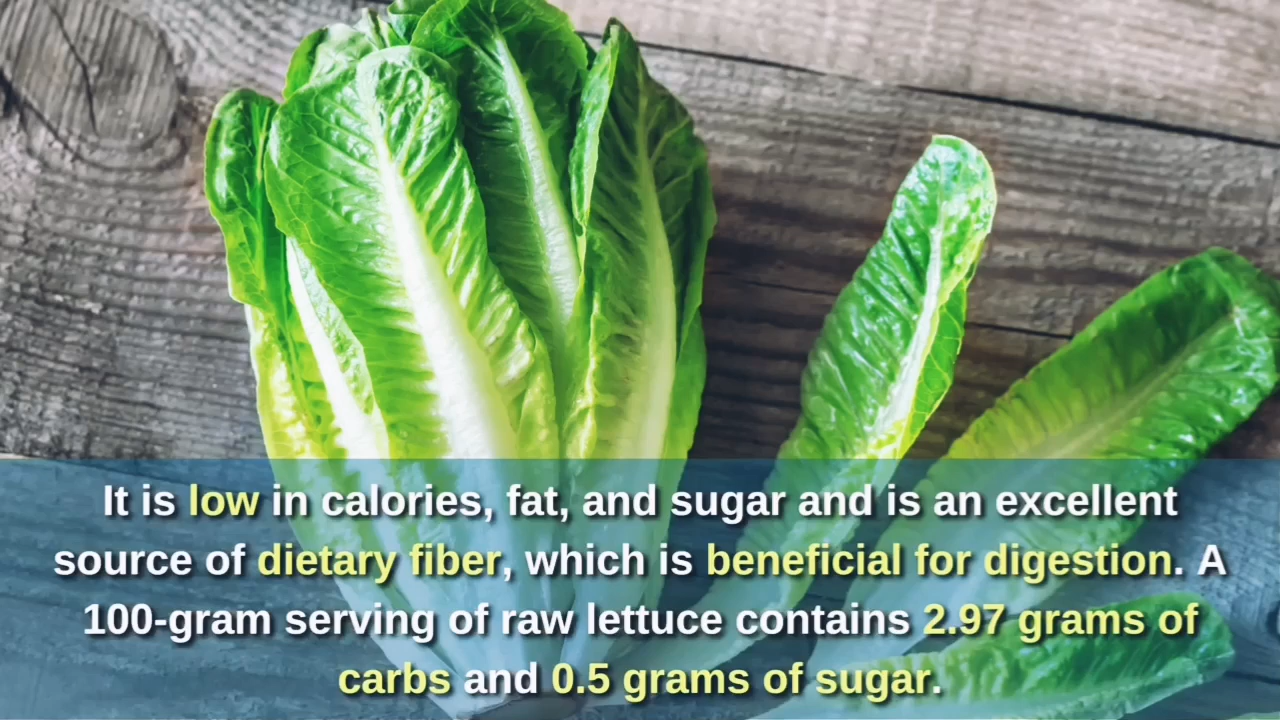 It is low in calories, fat, and sugar and is an excellent
source of dietary fiber, which is beneficial for digestion. A
100-gram serving of raw lettuce contains 2.97 grams of
carbs and 0.5 grams of sugar.